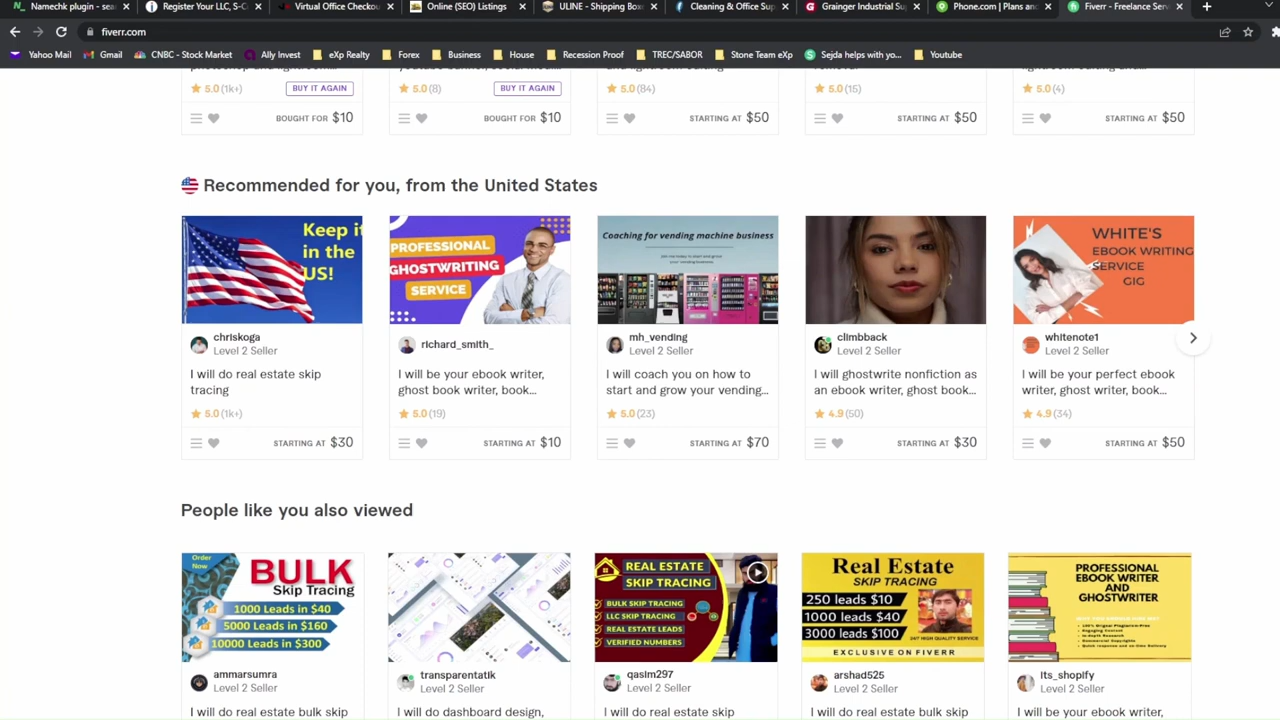 Namechk plugin - sea
Register Your LLC, S-C
Virtual Office Checkou
Online (SEO) Listings
ULINE - Shipping Boxe
Cleaning & Office Sup
Grainger Industrial Su
Phone.com | Plans and
Fiverr - Freelance Serv
fiverr.com
Yahoo Mail
Gmail
CNBC - Stock Market
Ally Invest
eXp Realty
Forex
Business
House
Recession Proof
TREC/SABOR
Stone Team eXp
Sejda helps with yo...
Youtube
5.0 (1k+) BUY IT AGAIN
5.0 (8) BUY IT AGAIN
5.0 (84)
5.0 (15)
5.0 (4)
BOUGHT FOR $10
BOUGHT FOR $10
STARTING AT $50
STARTING AT $50
STARTING AT $50
Recommended for you, from the United States
Keep it
in the
US!
PROFESSIONAL
GHOSTWRITING
SERVICE
Coaching for vending machine business
WHITE'S
EBOOK WRITING
SERVICE
GIG
chriskoga
Level 2 Seller
I will do real estate skip
tracing
5.0 (1k+)
STARTING AT $30
richard_smith_
I will be your ebook writer,
ghost book writer, book...
5.0 (19)
STARTING AT $10
mh_vending
Level 2 Seller
I will coach you on how to
start and grow your vending...
5.0 (23)
STARTING AT $70
climbback
Level 2 Seller
I will ghostwrite nonfiction as
an ebook writer, ghost book...
4.9 (50)
STARTING AT $30
whitenote1
Level 2 Seller
I will be your perfect ebook
writer, ghost writer, book...
4.9 (34)
STARTING AT $50
People like you also viewed
Order
Now
BULK
Skip Tracing
1000 Leads in $40
5000 Leads in $160
10000 Leads in $300
REAL ESTATE
SKIP TRACING
BULK SKIP TRACING
LLC SKIP TRACING
REAL ESTATE LEADS
VERIFIED NUMBERS
Real Estate
SKIP TRACING
250 leads $10
1000 leads $40
3000 leads $100
24/7 HIGH QUALITY SERVICE
EXCLUSIVE ON FIVERR
PROFESSIONAL
EBOOK WRITER
AND
GHOSTWRITER
ammarsumra
Level 2 Seller
I will do real estate bulk skip
transparentatik
Level 2 Seller
I will do dashboard design,
qasim297
Level 2 Seller
I will do real estate skip
arshad525
Level 2 Seller
I will do real estate bulk skip
its_shopify
Level 2 Seller
I will be your ebook writer,